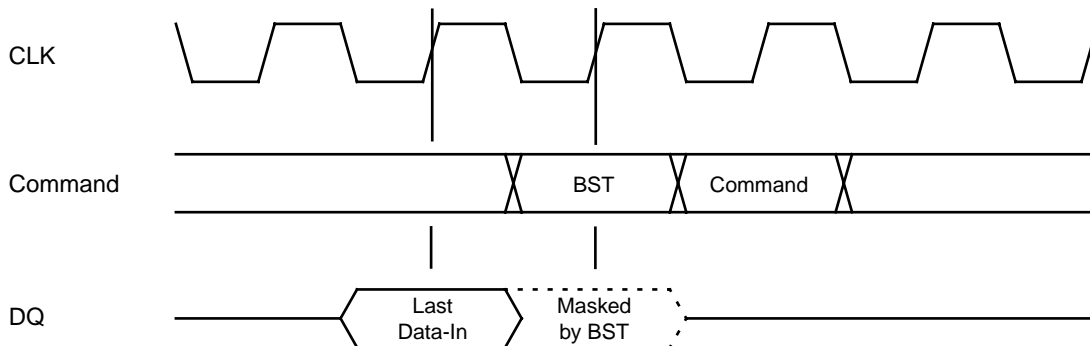 CLK
Command
BST
Command
DQ
Last
Data-In
Masked
by BST